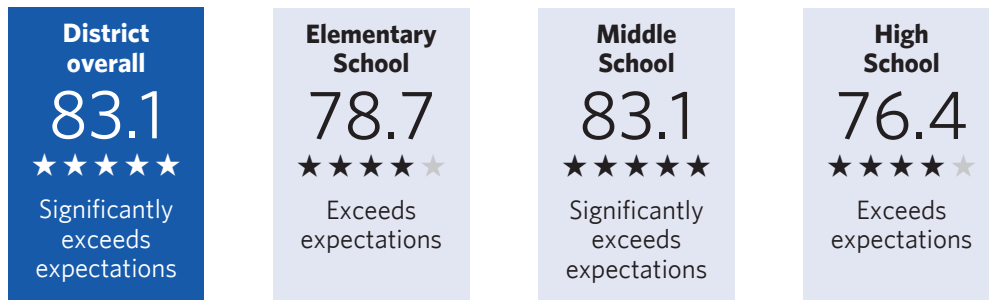 District
overall
83.1
★★★★★
Significantly
exceeds
expectations
Elementary
School
78.7
★★★★★
Exceeds
expectations
Middle
School
83.1
★★★★★
Significantly
exceeds
expectations
High
School
76.4
★★★★★
Exceeds
expectations